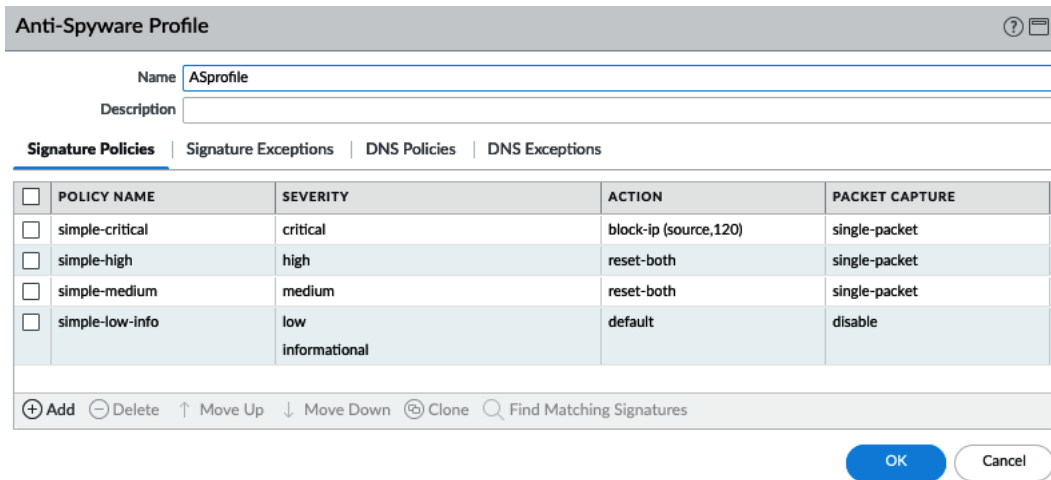 Anti-Spyware Profile
Name ASprofile
Description
Signature Policies | Signature Exceptions | DNS Policies | DNS Exceptions
POLICY NAME SEVERITY ACTION PACKET CAPTURE
simple-critical critical block-ip (source,120) single-packet
simple-high high reset-both single-packet
simple-medium medium reset-both single-packet
simple-low-info low default disable
informational
Add Delete Move Up Move Down Clone Find Matching Signatures
OK Cancel